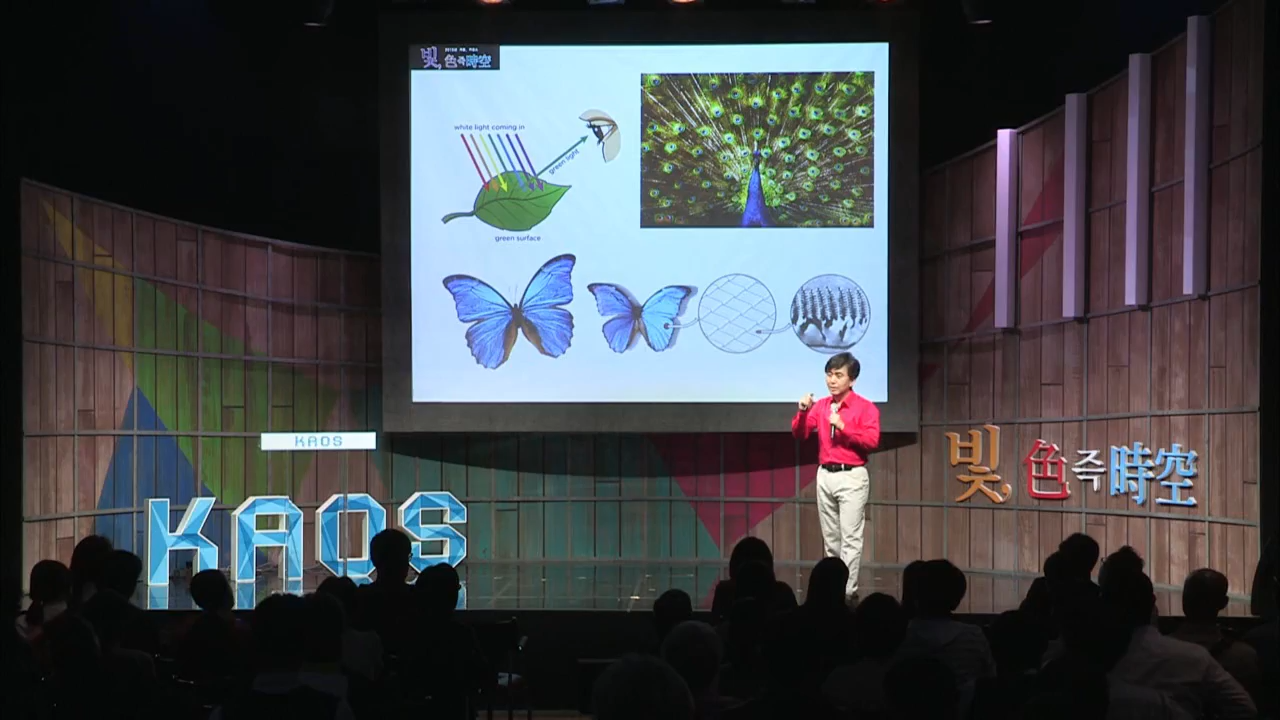 빛, 色즉時空
white light coming in
green light
green surface
KAOS
KAOS
빛, 色즉時空